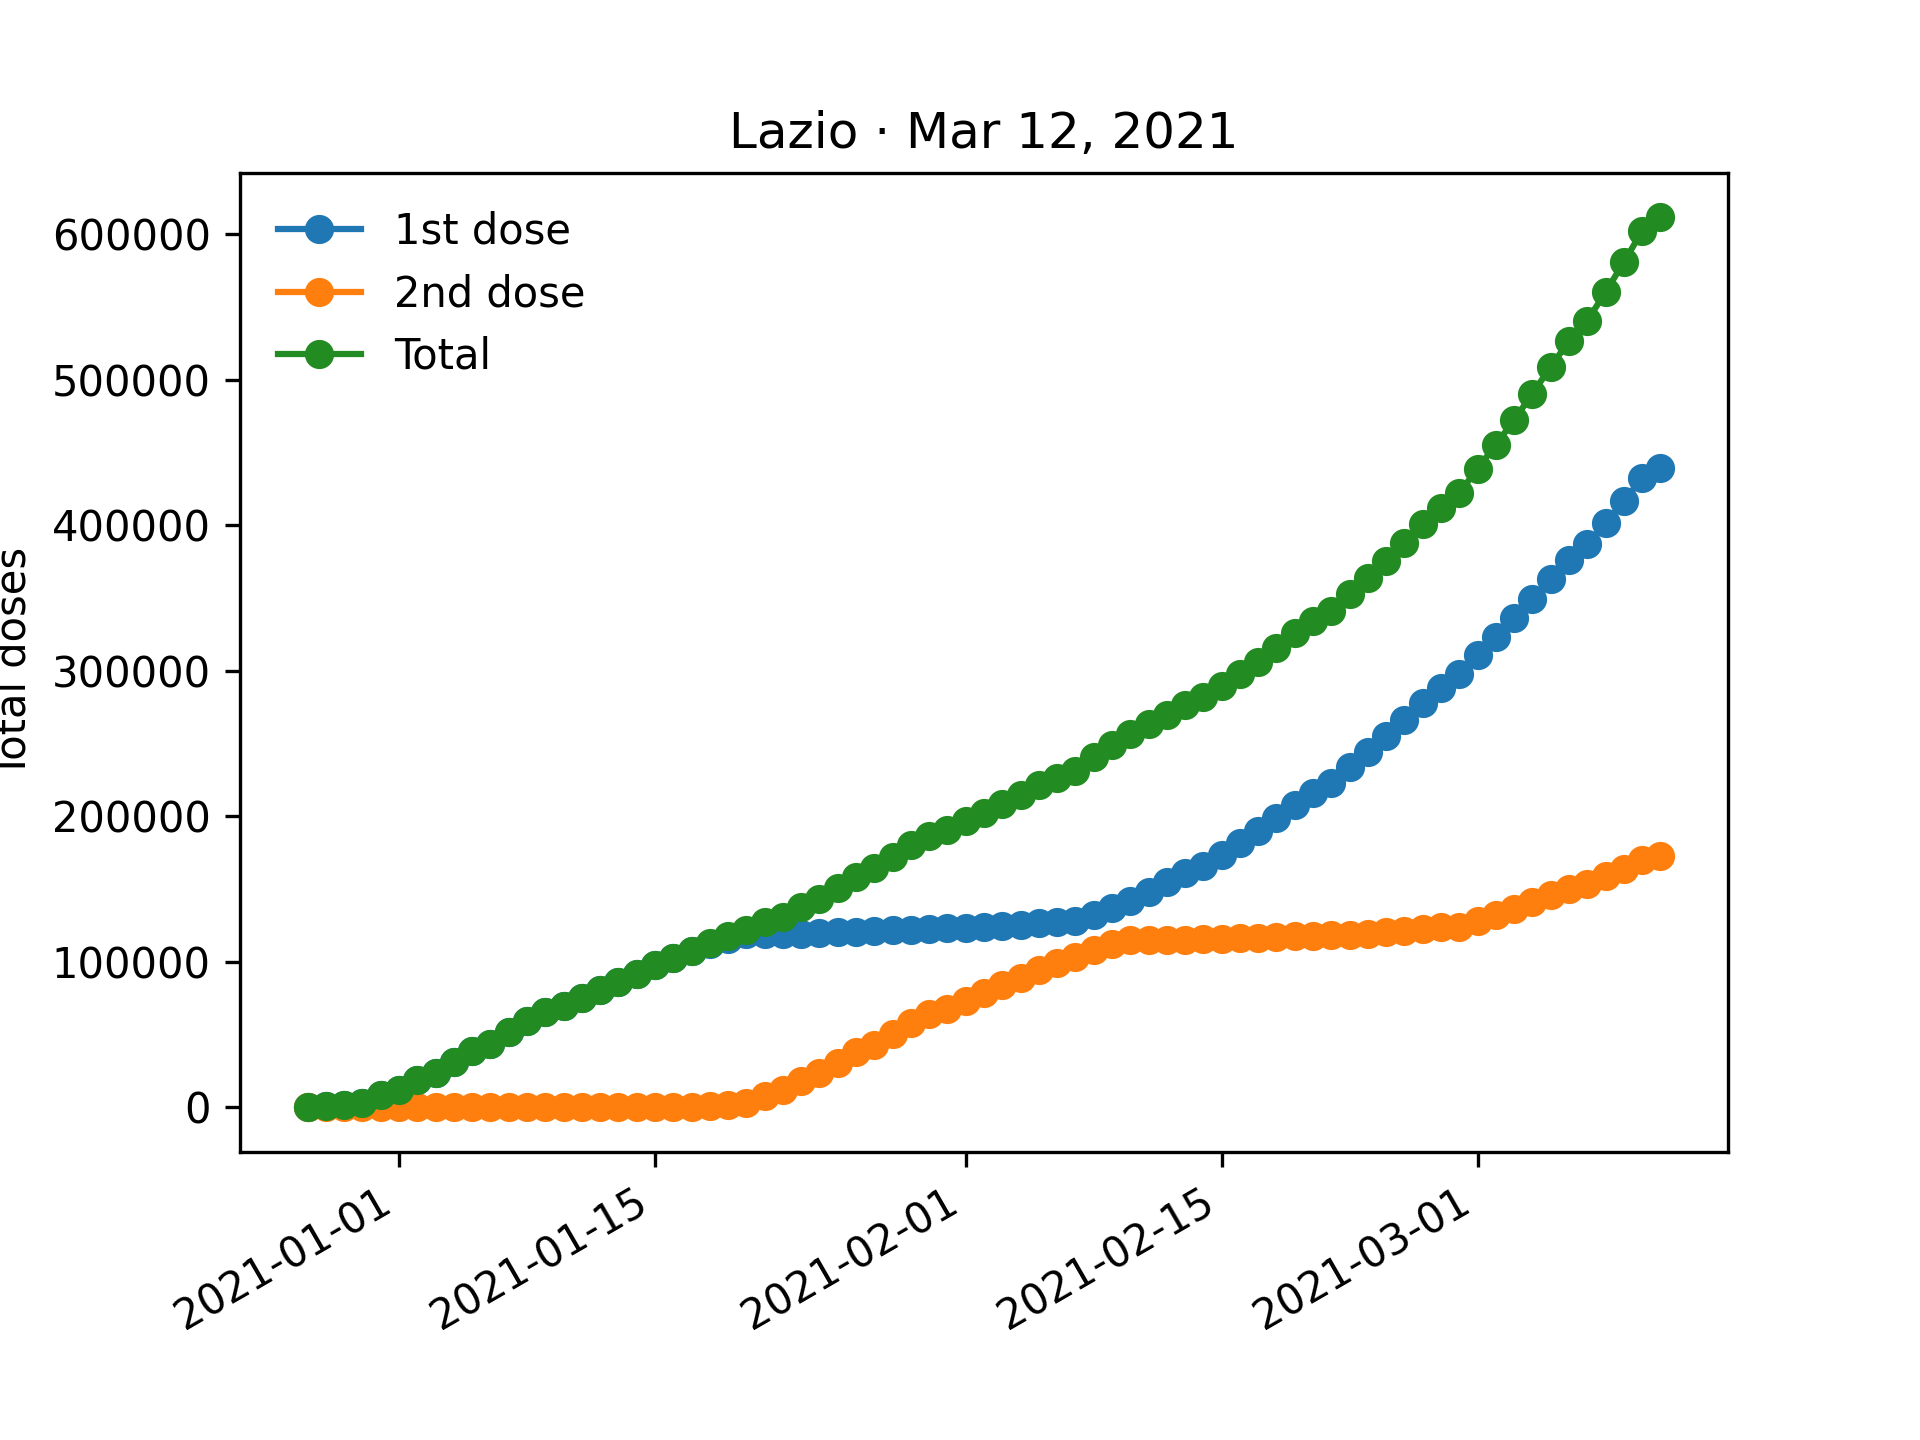 Lazio · Mar 12, 2021
1st dose
2nd dose
Total
600000
500000
400000
300000
200000
100000
0
Total doses
2021-01-01
2021-01-15
2021-02-01
2021-02-15
2021-03-01